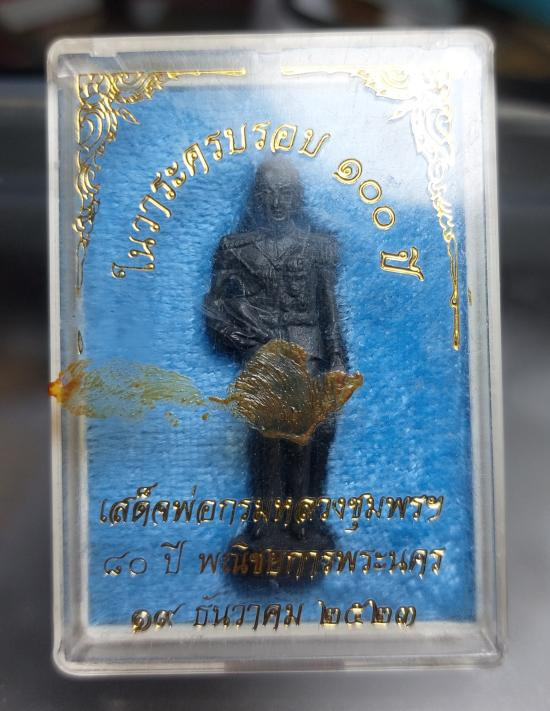 ในวาระครบรอบ ๑๐๐ ปี
เสด็จพ่อกรมหลวงชุมพรฯ
๘๐ ปี พณิชยการพระนคร
๑๙ ธันวาคม ๒๕๒๓